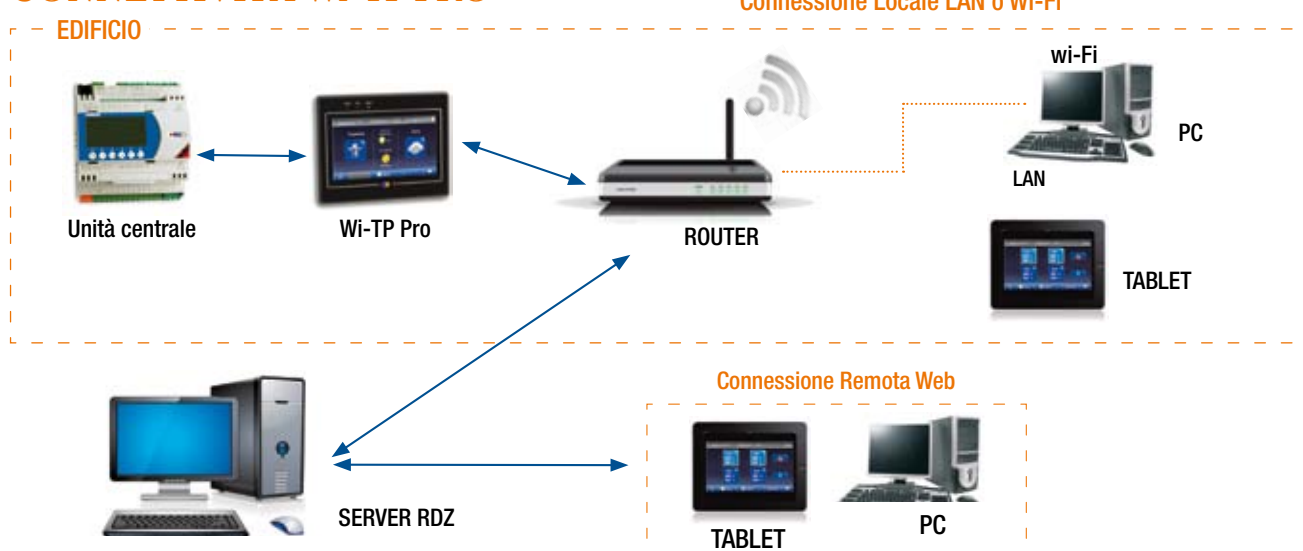 Connessione Locale LAN o Wi-Fi
EDIFICIO
wi-Fi
PC
LAN
Unità centrale
Wi-TP Pro
ROUTER
TABLET
Connessione Remota Web
SERVER RDZ
TABLET
PC